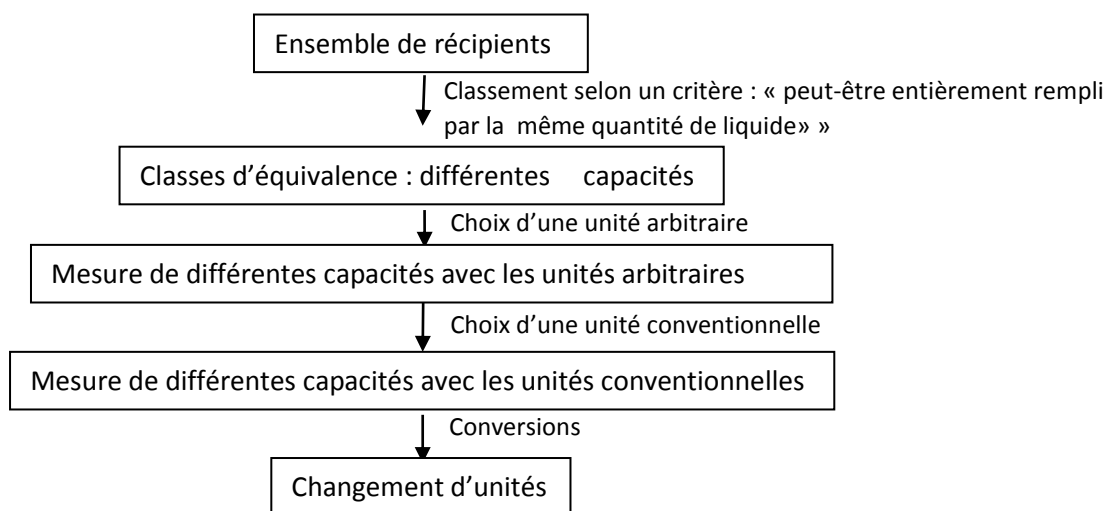 Ensemble de récipients
Classement selon un critère : « peut-être entièrement rempli
par la même quantité de liquide» »
Classes d’équivalence : différentes capacités
Choix d’une unité arbitraire
Mesure de différentes capacités avec les unités arbitraires
Choix d’une unité conventionnelle
Mesure de différentes capacités avec les unités conventionnelles
Conversions
Changement d’unités